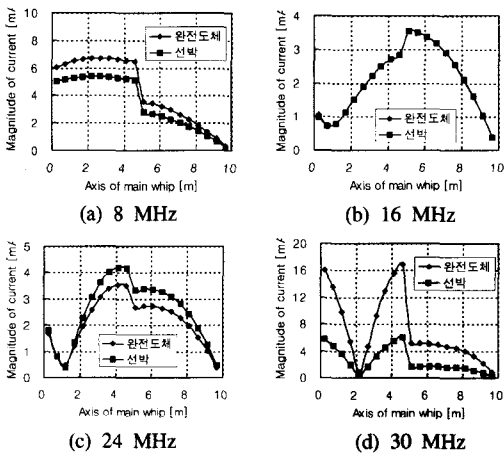 Magnitude of current [mA
10
8
6
4
2
0
완전도체
선박
0 2 4 6 8 10
Axis of main whip [m]
(a) 8 MHz
Magnitude of current [mA
4
3
2
1
0
완전도체
선박
0 2 4 6 8 10
Axis of main whip [m]
(b) 16 MHz
Magnitude of current [mA
5
4
3
2
1
0
완전도체
선박
0 2 4 6 8 10
Axis of main whip [m]
(c) 24 MHz
Magnitude of current [mA
20
16
12
8
4
0
완전도체
선박
0 2 4 6 8 10
Axis of main whip [m]
(d) 30 MHz